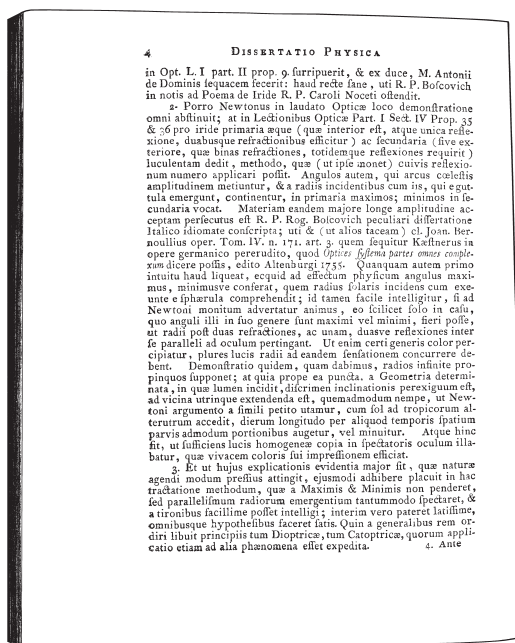 4 DISSERTATIO PHYSICA
in Opt. L. I part. II prop. 9. ſurripuerit, & ex duce, M. Antonii
de Dominis ſequacem fecerit: haud recte ſane, uti R. P. Boſcovich
in notis ad Poema de Iride R. P. Caroli Noceti oſtendit.
2. Porro Newtonus in laudato Opticæ loco demonſtratione
omni abſtinuit; at in Lectionibus Opticæ Part. I Sect. IV Prop. 35
& 36 pro iride primaria æque (quæ interior eſt, atque unica refle-
xione, duabusque refractionibus efficitur) ac ſecundaria (ſive ex-
teriore, quæ binas refractiones, totidemque reflexiones requirit)
luculentam dedit, methodo, quæ (ut ipſe monet) cuivis reflexio-
num numero applicari poſſit. Angulos autem, qui arcus cœleſtis
amplitudinem metiuntur, & a radiis incidentibus cum iis, qui e gut-
tula emergunt, continentur, in primaria maximos; minimos in ſe-
cundaria vocat. Materiam eandem majore longe amplitudine ac-
ceptam perſecutus eſt R. P. Rog. Boſcovich peculiari diſſertatione
Italico idiomate conſcripta; uti & (ut alios taceam) cl. Joan. Ber-
noullius oper. Tom. IV. n. 171. art. 3. quem ſequitur Kæſtnerus in
opere germanico pererudito, quod Optices ſyſtema partes omnes comple-
xum dicere poſſis, edito Altenburgi 1755. Quanquam autem primo
intuitu haud liqueat, ecquid ad effectum phyſicum angulus maxi-
mus, minimusve conferat, quem radius ſolaris incidens cum exe-
unte e ſphærula comprehendit; id tamen facile intelligitur, ſi ad
Newtoni monitum advertatur animus, eo ſcilicet ſolo in caſu,
quo anguli illi in ſuo genere ſunt maximi vel minimi, fieri poſſe,
ut radii poſt duas refractiones, ac unam, duasve reflexiones inter
ſe paralleli ad oculum pertingant. Ut enim certi generis color per-
cipiatur, plures lucis radii ad eandem ſenſationem concurrere de-
bent. Demonſtratio quidem, quam dabimus, radios infinite pro-
pinquos ſupponet; at quia prope ea puncta, a Geometria determi-
nata, in quæ lumen incidit, diſcrimen inclinationis perexiguum eſt,
ad vicina utrinque extendenda eſt, quemadmodum nempe, ut New-
toni argumento a ſimili petito utamur, cum ſol ad tropicorum al-
terutrum accedit, dierum longitudo per aliquod temporis ſpatium
parvis admodum portionibus augetur, vel minuitur. Atque hinc
fit, ut ſufficiens lucis homogeneæ copia in ſpectatoris oculum illa-
batur, quæ vivacem coloris ſui impreſſionem efficiat.
3. Et ut hujus explicationis evidentia major ſit, quæ naturæ
agendi modum preſſius attingit, ejusmodi adhibere placuit in hac
tractatione methodum, quæ a Maximis & Minimis non penderet,
ſed paralleliſmum radiorum emergentium tantummodo ſpectaret, &
a tironibus facillime poſſet intelligi; interim vero pateret latiſſime,
omnibusque hypotheſibus faceret ſatis. Quin a generalibus rem or-
diri libuit principiis tum Dioptricæ, tum Catoptricæ, quorum appli-
catio etiam ad alia phænomena eſſet expedita. 4. Ante